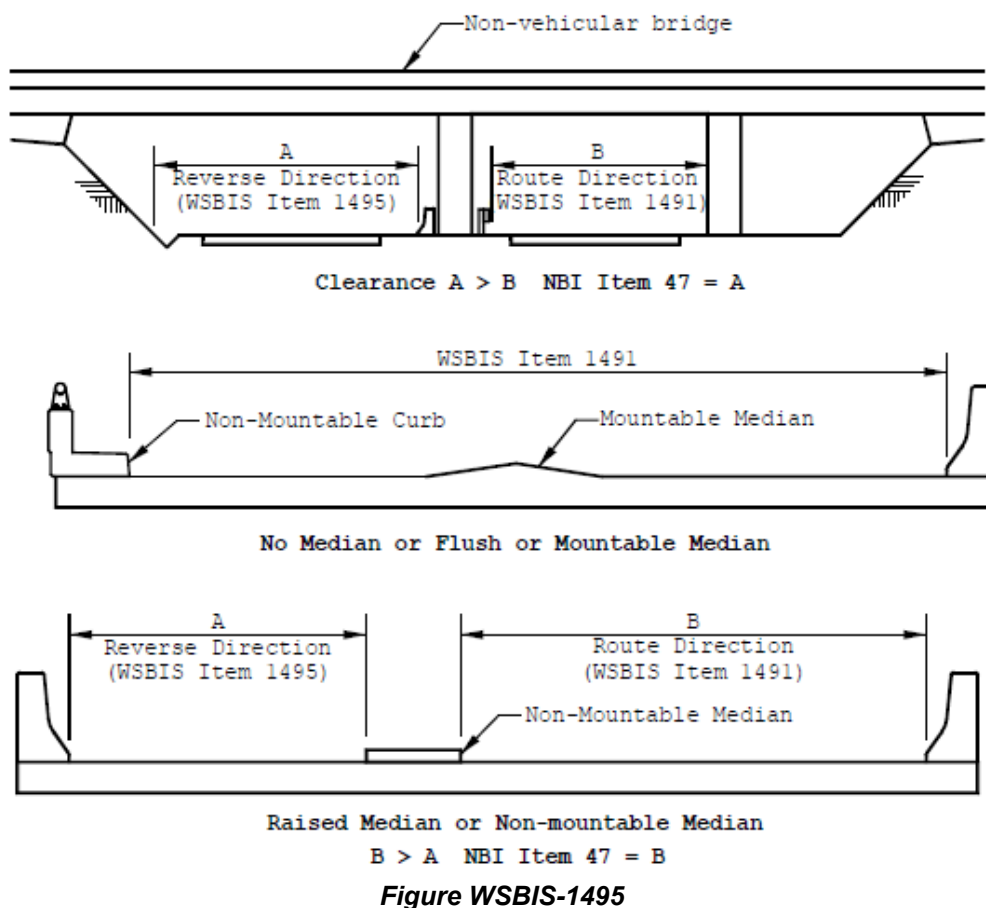 Non-vehicular bridge
A
Reverse Direction
(WSBIS Item 1495)
B
Route Direction
WSBIS Item 1491)
Clearance A > B  NBI Item 47 = A
WSBIS Item 1491
Non-Mountable Curb
Mountable Median
No Median or Flush or Mountable Median
A
Reverse Direction
(WSBIS Item 1495)
B
Route Direction
(WSBIS Item 1491)
Non-Mountable Median
Raised Median or Non-mountable Median
B > A  NBI Item 47 = B
Figure WSBIS-1495